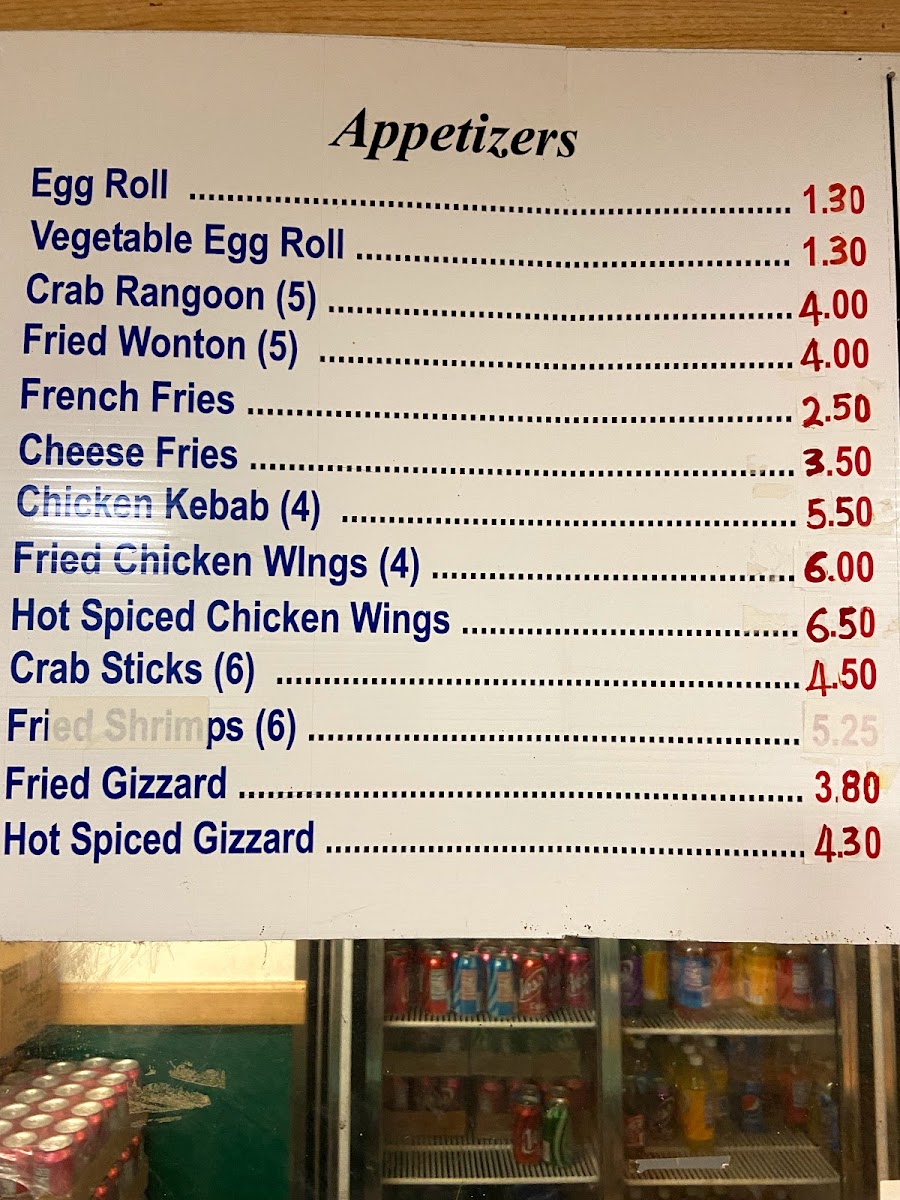 Appetizers
Egg Roll ........ 1.30
Vegetable Egg Roll ........ 1.30
Crab Rangoon (5) ........ 4.00
Fried Wonton (5) ........ 4.00
French Fries ........ 2.50
Cheese Fries ........ 3.50
Chicken Kebab (4) ........ 5.50
Fried Chicken WIngs (4) ........ 6.00
Hot Spiced Chicken Wings ........ 6.50
Crab Sticks (6) ........ 4.50
Fried Shrimps (6) ........ 5.25
Fried Gizzard ........ 3.80
Hot Spiced Gizzard ........ 4.30